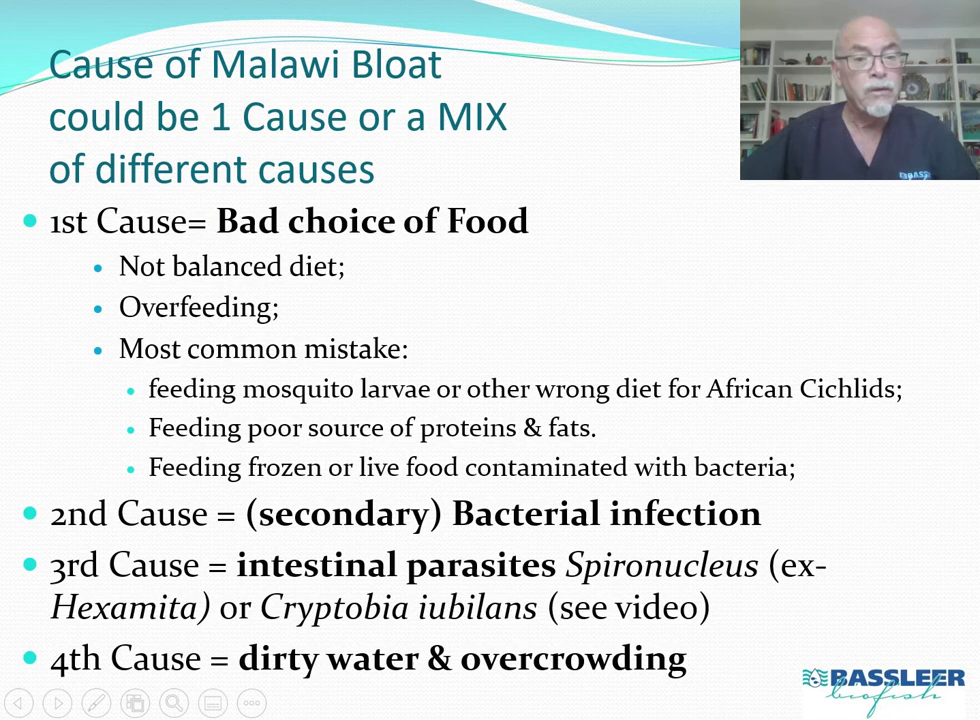 Cause of Malawi Bloat
could be 1 Cause or a MIX
of different causes
1st Cause= Bad choice of Food
Not balanced diet;
Overfeeding;
Most common mistake:
feeding mosquito larvae or other wrong diet for African Cichlids;
Feeding poor source of proteins & fats.
Feeding frozen or live food contaminated with bacteria;
2nd Cause = (secondary) Bacterial infection
3rd Cause = intestinal parasites Spironucleus (ex-
Hexamita) or Cryptobia iubilans (see video)
4th Cause = dirty water & overcrowding
BASSLEER
biofish